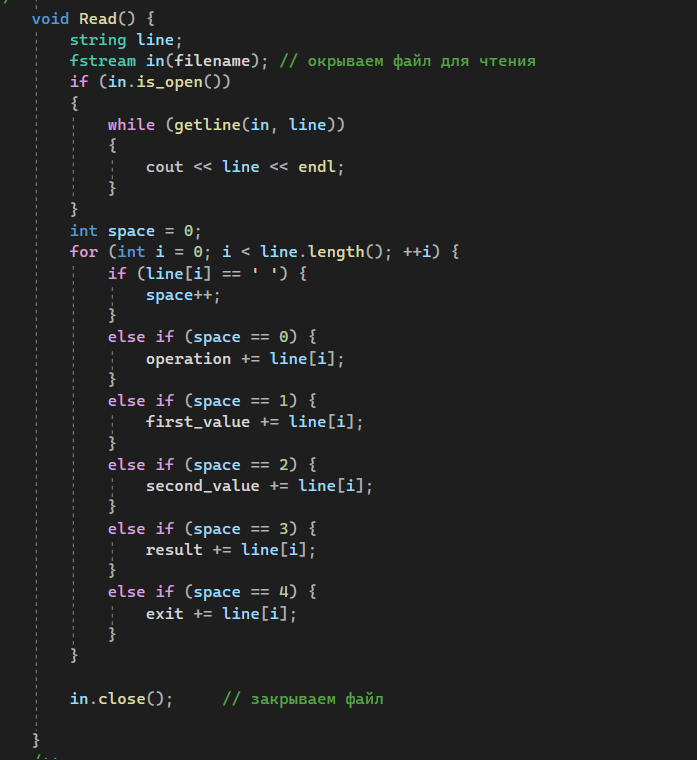 void Read() {
string line;
fstream in(filename); // окрываем файл для чтения
if (in.is_open())
{
while (getline(in, line))
{
cout << line << endl;
}
}
int space = 0;
for (int i = 0; i < line.length(); ++i) {
if (line[i] == ' ') {
space++;
}
else if (space == 0) {
operation += line[i];
}
else if (space == 1) {
first_value += line[i];
}
else if (space == 2) {
second_value += line[i];
}
else if (space == 3) {
result += line[i];
}
else if (space == 4) {
exit += line[i];
}
}
in.close(); // закрываем файл
}